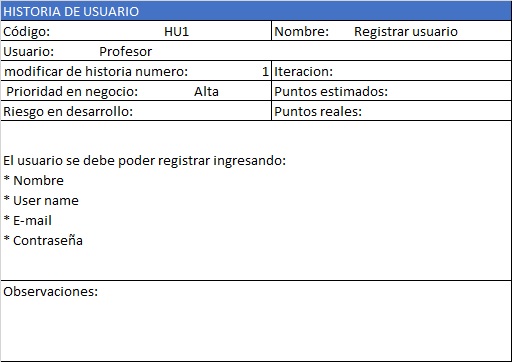 HISTORIA DE USUARIO
Código: HU1 Nombre: Registrar usuario
Usuario: Profesor
modificar de historia numero: 1 Iteracion:
Prioridad en negocio: Alta Puntos estimados:
Riesgo en desarrollo: Puntos reales:
El usuario se debe poder registrar ingresando:
* Nombre
* User name
* E-mail
* Contraseña
Observaciones: